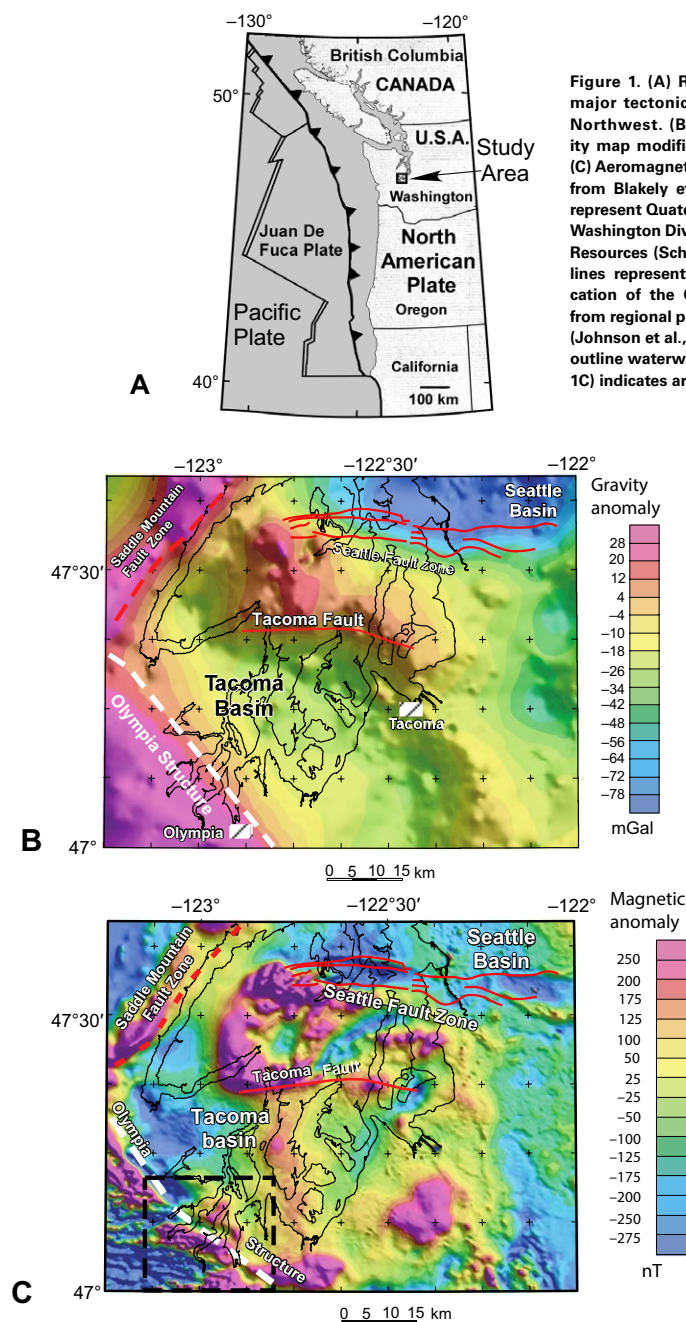 −130°
−120°
British Columbia
CANADA
50°
U.S.A.
Study
Area
Washington
Juan De
Fuca Plate
North
American
Plate
Pacific
Plate
Oregon
California
40°
100 km
A
Figure 1. (A) R
major tectonic
Northwest. (B
ity map modifi
(C) Aeromagnet
from Blakely et
represent Quate
Washington Div
Resources (Sch
lines represent
cation of the O
from regional p
(Johnson et al.,
outline waterw
1C) indicates ar
−123°
−122°30'
−122°
Seattle
Basin
Saddle Mountain
Fault Zone
Seattle Fault zone
47°30'
Tacoma Fault
Tacoma
Basin
Tacoma
Olympia Structure
Olympia
47°
B
0 5 10 15 km
Gravity
anomaly
28
20
12
4
−4
−10
−18
−26
−34
−42
−48
−56
−64
−72
−78
mGal
−123°
−122°30'
−122°
Seattle
Basin
Saddle Mountain
Fault Zone
Seattle Fault Zone
47°30'
Tacoma Fault
Tacoma
basin
Olympia
Structure
47°
C
0 5 10 15 km
Magnetic
anomaly
250
200
175
125
100
50
25
−25
−50
−100
−125
−175
−200
−250
−275
nT